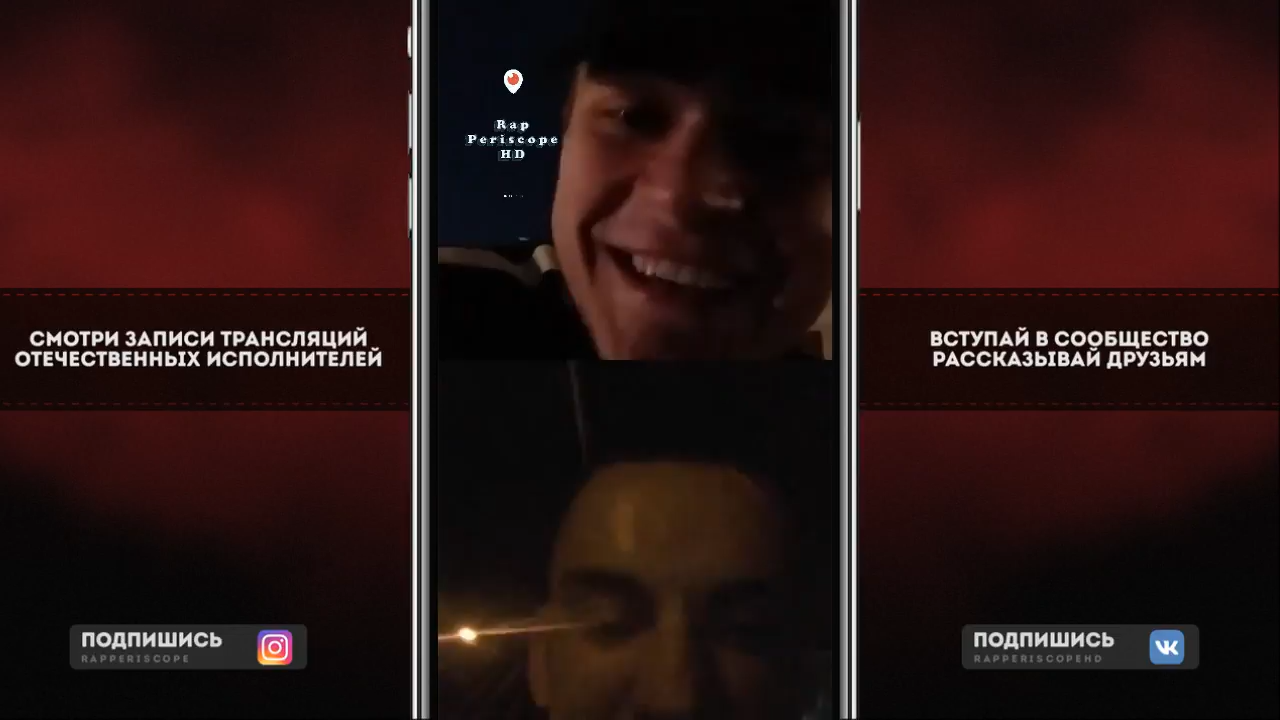 Rap
Periscope
HD
СМОТРИ ЗАПИСИ ТРАНСЛЯЦИЙ
ОТЕЧЕСТВЕННЫХ ИСПОЛНИТЕЛЕЙ
ВСТУПАЙ В СООБЩЕСТВО
РАССКАЗЫВАЙ ДРУЗЬЯМ
ПОДПИШИСЬ
RAPPERISCOPE
ПОДПИШИСЬ
RAPPERISCOPEHD